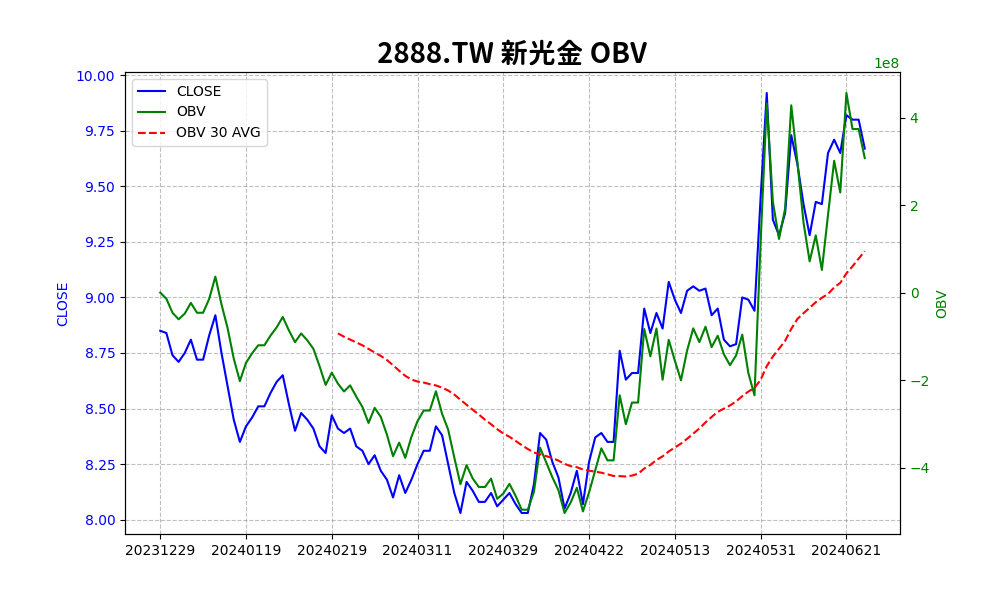 2888.TW 新光金 OBV
1e8
CLOSE
OBV
OBV 30 AVG
10.00
9.75
9.50
9.25
9.00
8.75
8.50
8.25
8.00
CLOSE
4
2
0
−2
−4
OBV
20231229 20240119 20240219 20240311 20240329 20240422 20240513 20240531 20240621